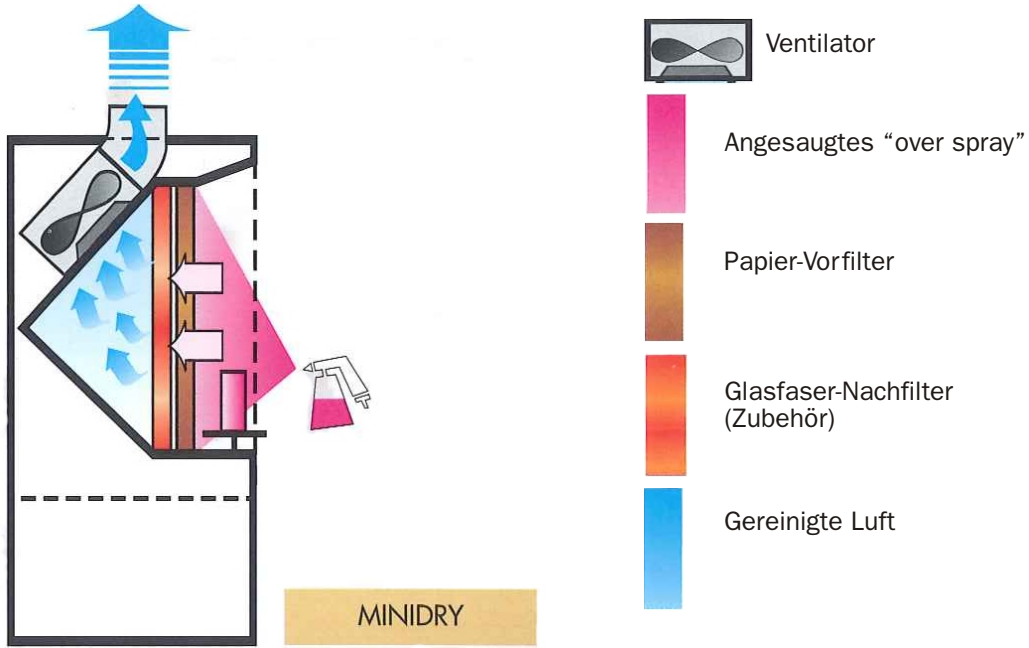 Ventilator
Angesaugtes “over spray”
Papier-Vorfilter
Glasfaser-Nachfilter
(Zubehör)
Gereinigte Luft
MINIDRY